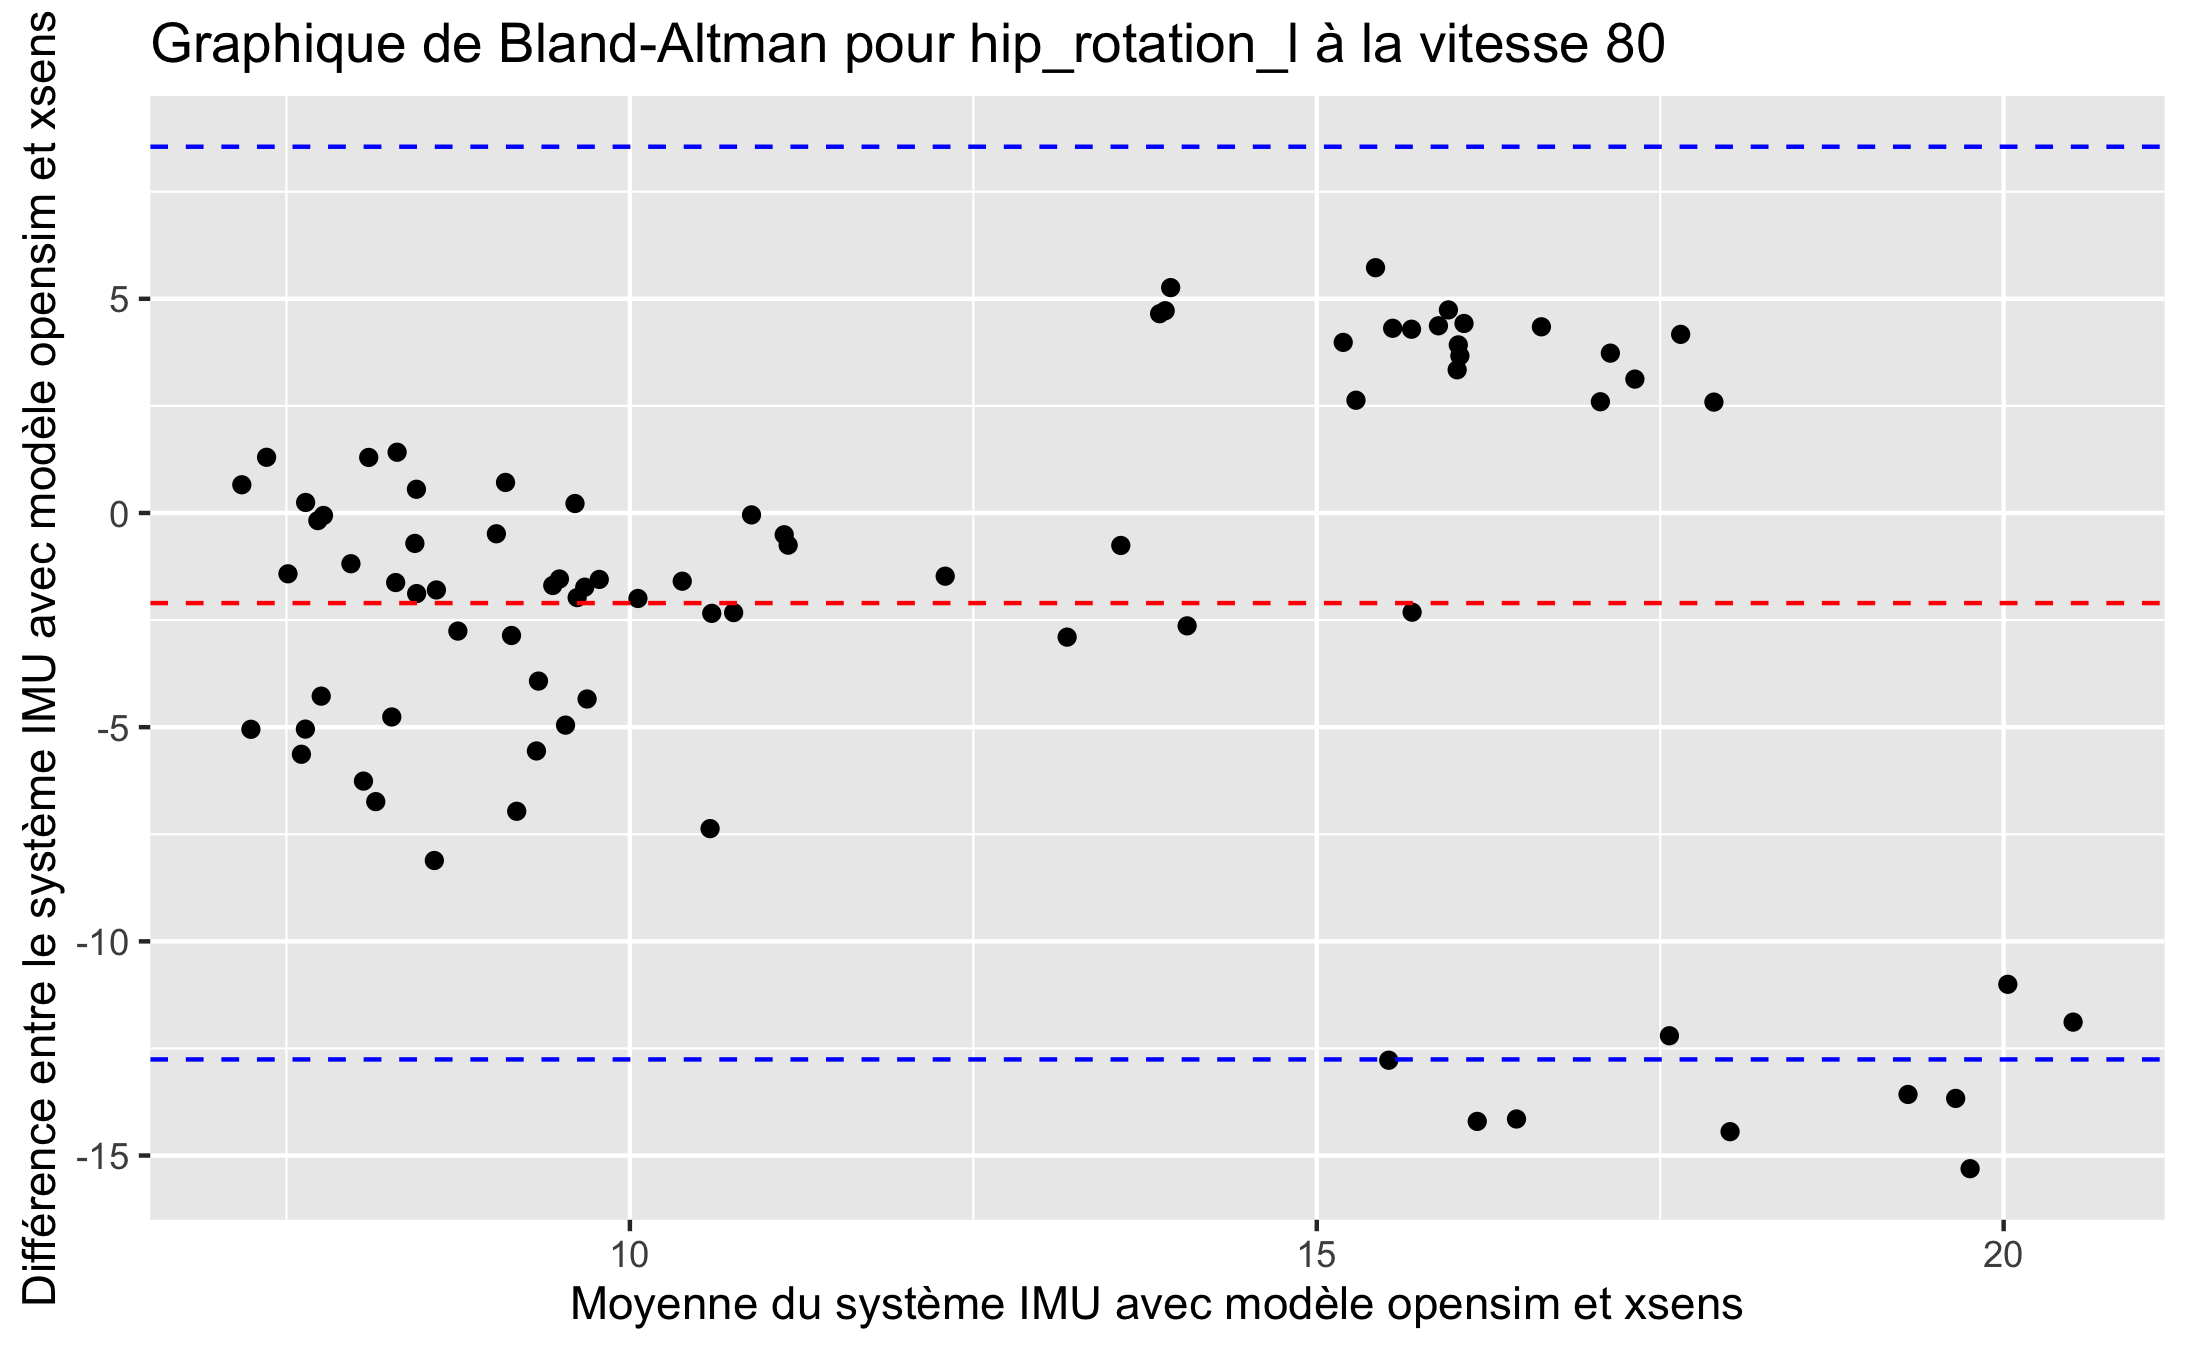 Graphique de Bland-Altman pour hip_rotation_l à la vitesse 80
Différence entre le système IMU avec modèle opensim et xsens
5
0
-5
-10
-15
10
15
20
Moyenne du système IMU avec modèle opensim et xsens